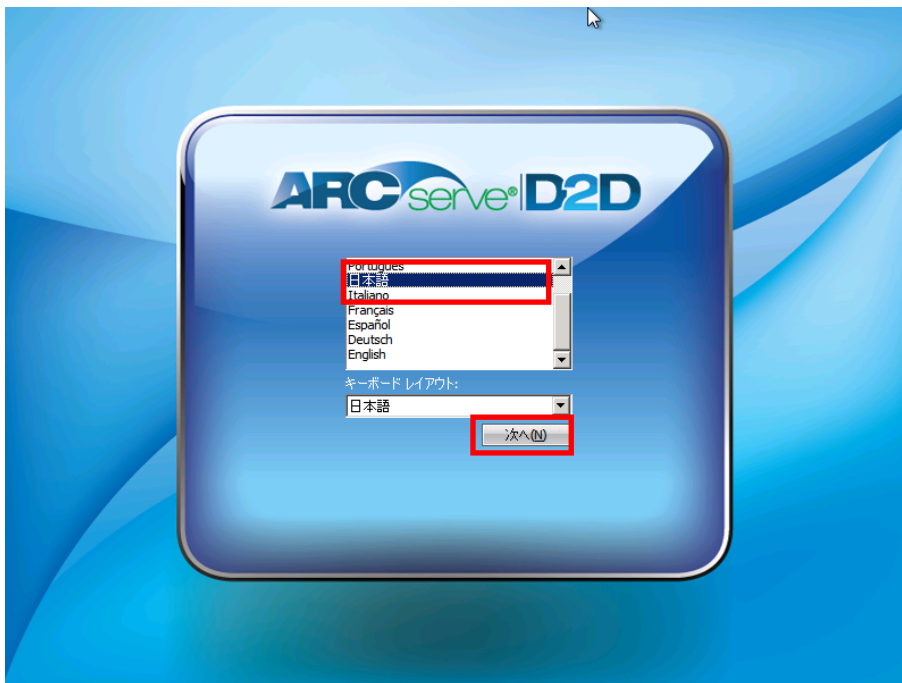 ARCserve®|D2D
Português
日本語
Italiano
Français
Español
Deutsch
English
キーボード レイアウト:
日本語
次へ(N)